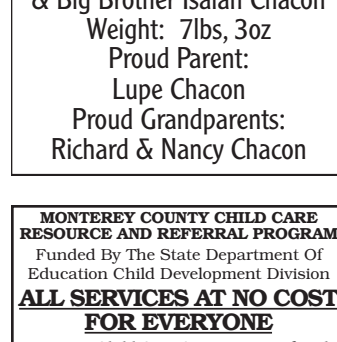 & Big Brother Isaiah Chacon
Weight: 7lbs, 3oz
Proud Parent:
Lupe Chacon
Proud Grandparents:
Richard & Nancy Chacon
MONTEREY COUNTY CHILD CARE
RESOURCE AND REFERRAL PROGRAM
Funded By The State Department Of
Education Child Development Division
ALL SERVICES AT NO COST
FOR EVERYONE